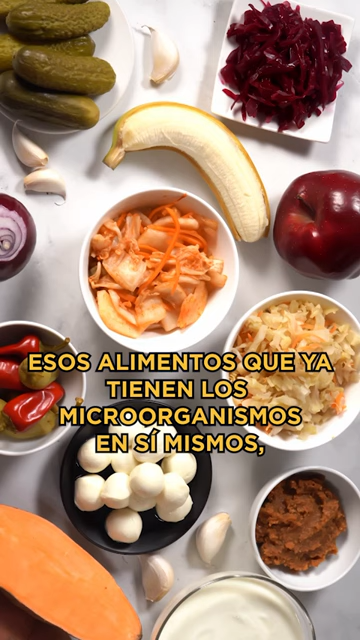 ESOS ALIMENTOS QUE YA
TIENEN LOS
MICROORGANISMOS
EN SÍ MISMOS,